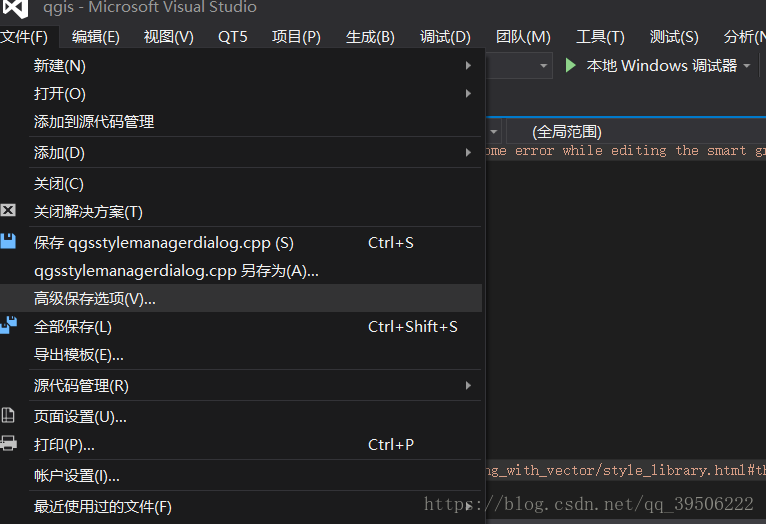 qgis - Microsoft Visual Studio
文件(F) 编辑(E) 视图(V) QT5 项目(P) 生成(B) 调试(D) 团队(M) 工具(T) 测试(S) 分析(N
新建(N)
本地 Windows 调试器
打开(O)
添加到源代码管理
(全局范围)
添加(D)
ome error while editing the smart gr
关闭(C)
关闭解决方案(T)
保存 qgsstylemanagerdialog.cpp (S) Ctrl+S
qgsstylemanagerdialog.cpp 另存为(A)...
高级保存选项(V)...
全部保存(L) Ctrl+Shift+S
导出模板(E)...
源代码管理(R)
页面设置(U)...
打印(P)... Ctrl+P
ng_with_vector/style_library.html#th
帐户设置(I)...
最近使用过的文件(F)
https://blog.csdn.net/qq_39506222